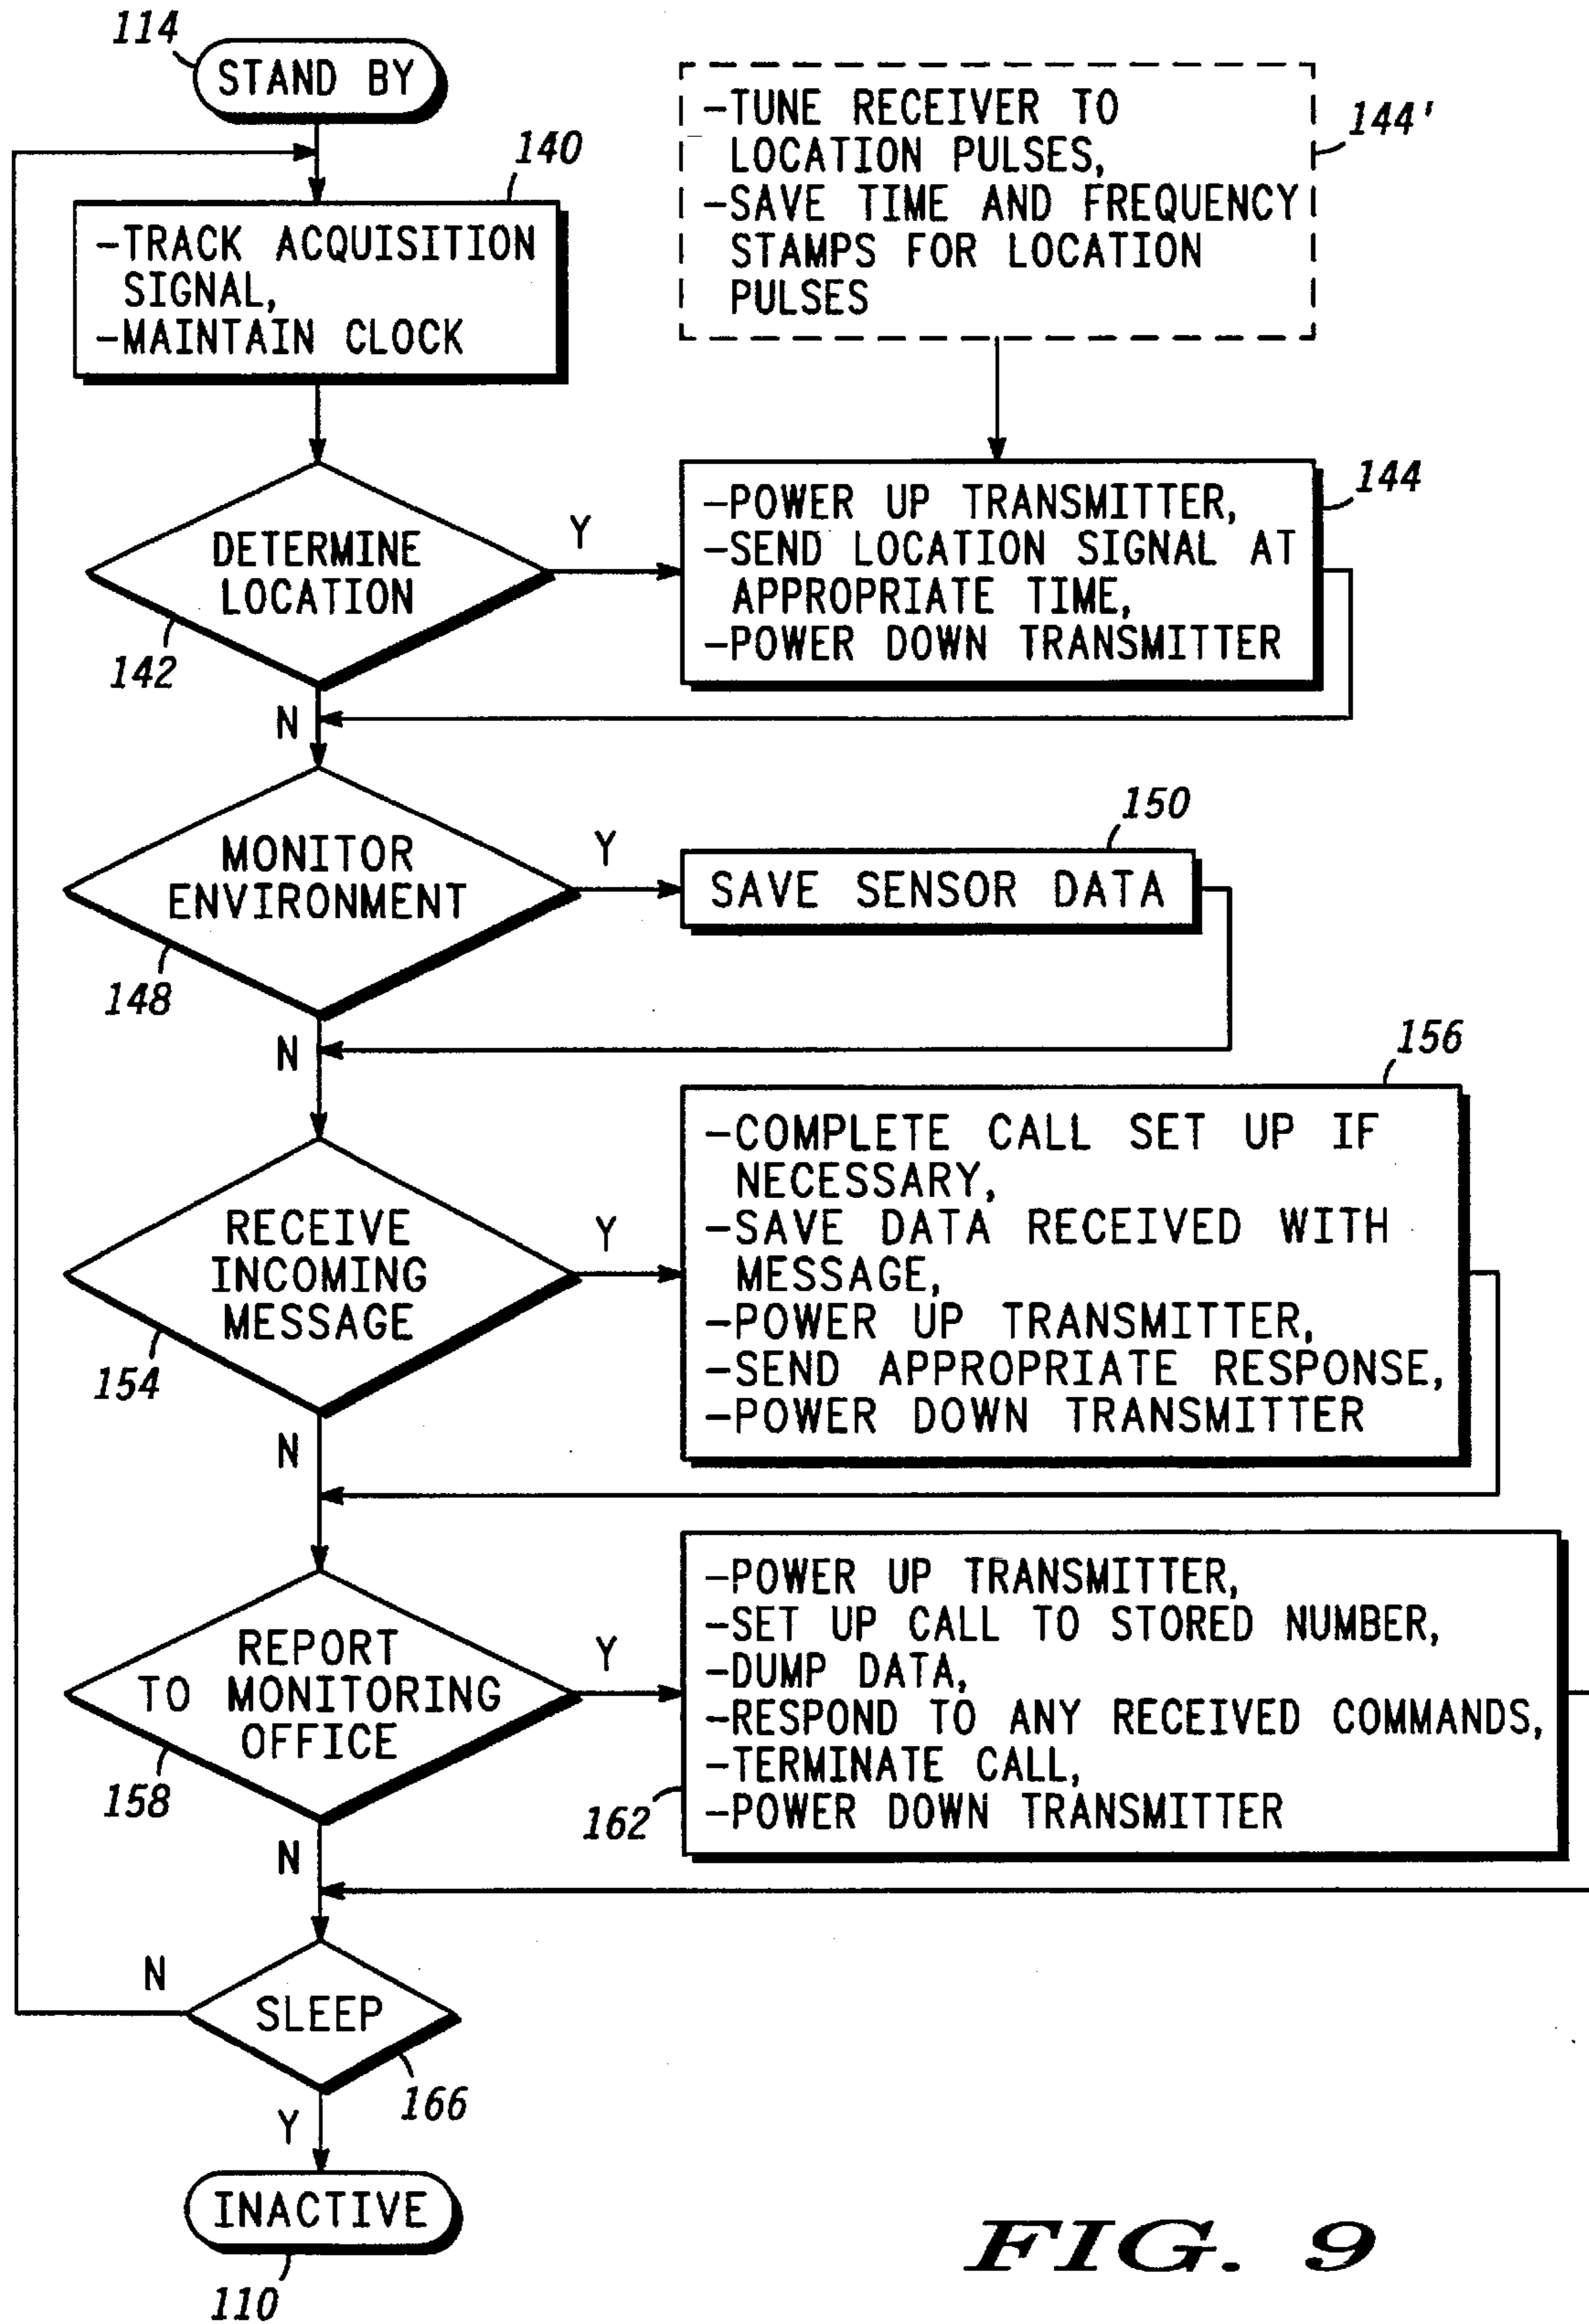 114
STAND BY
-TUNE RECEIVER TO
LOCATION PULSES,
-SAVE TIME AND FREQUENCY
STAMPS FOR LOCATION
PULSES
144'
140
-TRACK ACQUISITION
SIGNAL,
-MAINTAIN CLOCK
DETERMINE
LOCATION
142
Y
N
-POWER UP TRANSMITTER,
-SEND LOCATION SIGNAL AT
APPROPRIATE TIME,
-POWER DOWN TRANSMITTER
144
MONITOR
ENVIRONMENT
148
Y
N
150
SAVE SENSOR DATA
RECEIVE
INCOMING
MESSAGE
154
Y
N
156
-COMPLETE CALL SET UP IF
NECESSARY,
-SAVE DATA RECEIVED WITH
MESSAGE,
-POWER UP TRANSMITTER,
-SEND APPROPRIATE RESPONSE,
-POWER DOWN TRANSMITTER
REPORT
TO MONITORING
OFFICE
158
Y
N
-POWER UP TRANSMITTER,
-SET UP CALL TO STORED NUMBER,
-DUMP DATA,
-RESPOND TO ANY RECEIVED COMMANDS,
-TERMINATE CALL,
-POWER DOWN TRANSMITTER
162
N
SLEEP
166
Y
INACTIVE
110
FIG. 9